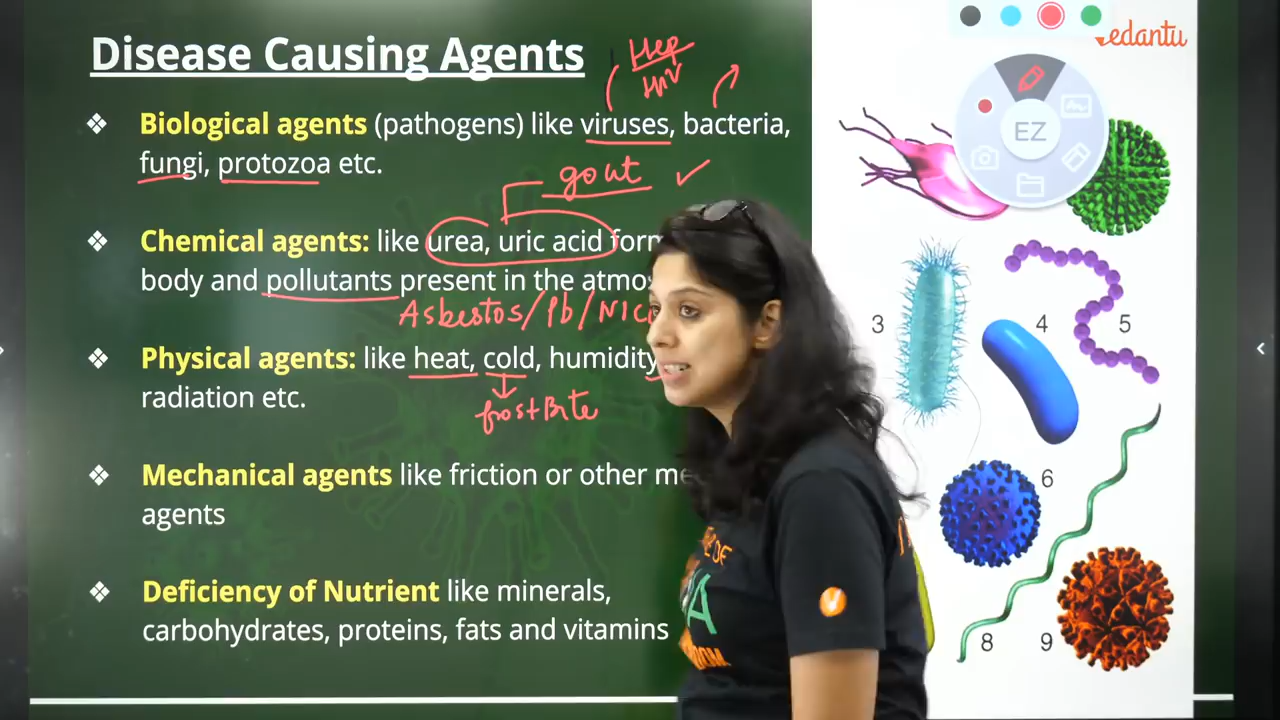 Disease Causing Agents
Hep
HIV
❖ Biological agents (pathogens) like viruses, bacteria,
fungi, protozoa etc.
gout ✓
❖ Chemical agents: like urea, uric acid form
body and pollutants present in the atmo
Asbestos/Pb/NIC
❖ Physical agents: like heat, cold, humidity
radiation etc.
frostBite
❖ Mechanical agents like friction or other me
agents
❖ Deficiency of Nutrient like minerals,
carbohydrates, proteins, fats and vitamins
vedantu
EZ
3
4
5
6
8
9